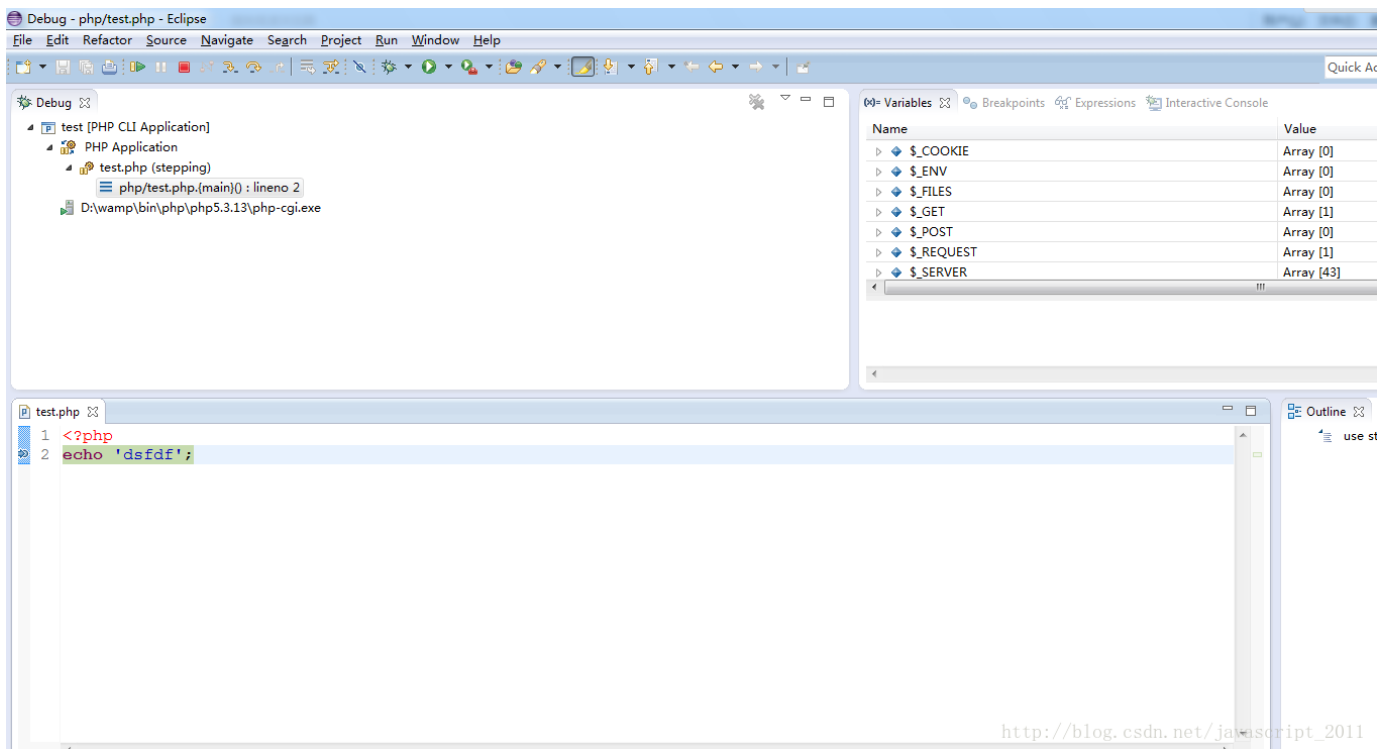 Debug - php/test.php - Eclipse
File Edit Refactor Source Navigate Search Project Run Window Help
Quick Ac
Debug
test [PHP CLI Application]
PHP Application
test.php (stepping)
php/test.php.{main}() : lineno 2
D:\wamp\bin\php\php5.3.13\php-cgi.exe
(x)= Variables Breakpoints Expressions Interactive Console
Name Value
$_COOKIE Array [0]
$_ENV Array [0]
$_FILES Array [0]
$_GET Array [1]
$_POST Array [0]
$_REQUEST Array [1]
$_SERVER Array [43]
test.php
1 <?php
2 echo 'dsfdf';
Outline
use st
http://blog.csdn.net/javascript_2011